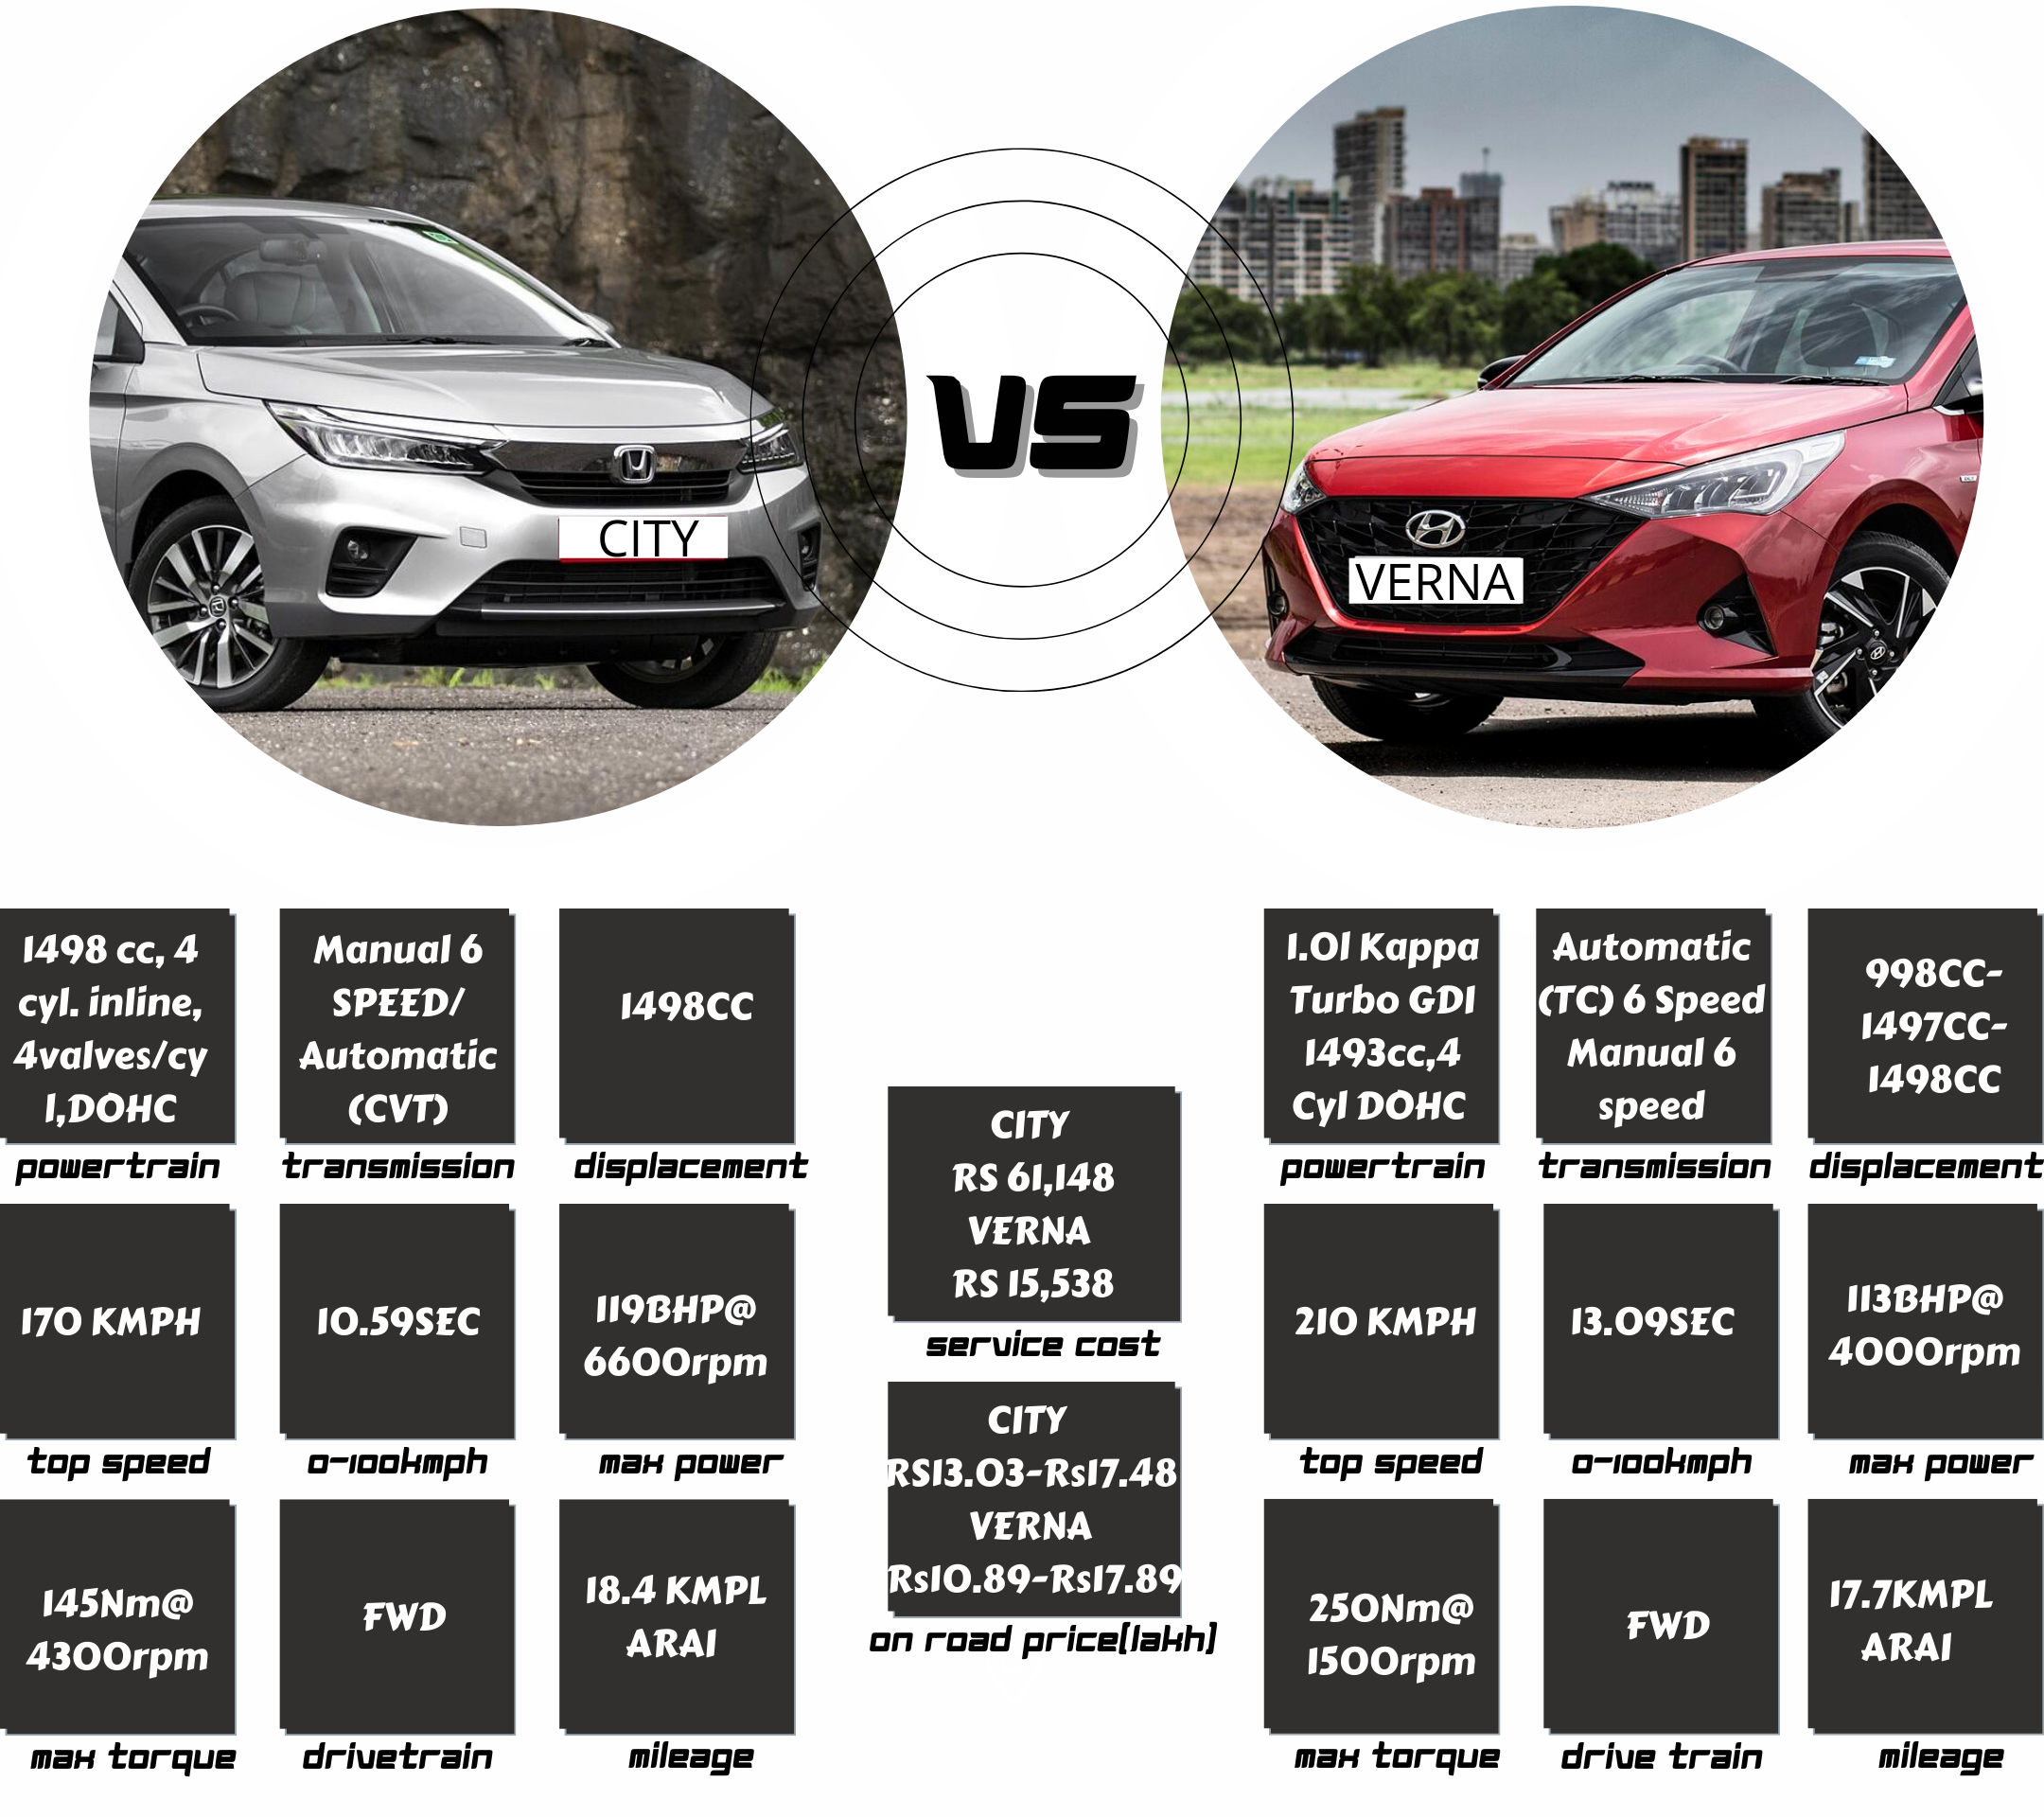 CITY
VS
VERNA
1498 cc, 4
cyl. inline,
4valves/cy
l,DOHC
powertrain
Manual 6
SPEED/
Automatic
(CVT)
transmission
1498CC
displacement
170 KMPH
top speed
10.59SEC
0-100kmph
119BHP@
6600rpm
max power
145Nm@
4300rpm
max torque
FWD
drivetrain
18.4 KMPL
ARAI
mileage
CITY
RS 61,148
VERNA
RS 15,538
service cost
CITY
RS13.03-Rs17.48
VERNA
Rs10.89-Rs17.89
on road price(lakh)
1.0l Kappa
Turbo GDI
1493cc,4
Cyl DOHC
powertrain
Automatic
(TC) 6 Speed
Manual 6
speed
transmission
998CC-
1497CC-
1498CC
displacement
210 KMPH
top speed
13.09SEC
0-100kmph
113BHP@
4000rpm
max power
250Nm@
1500rpm
max torque
FWD
drive train
17.7KMPL
ARAI
mileage